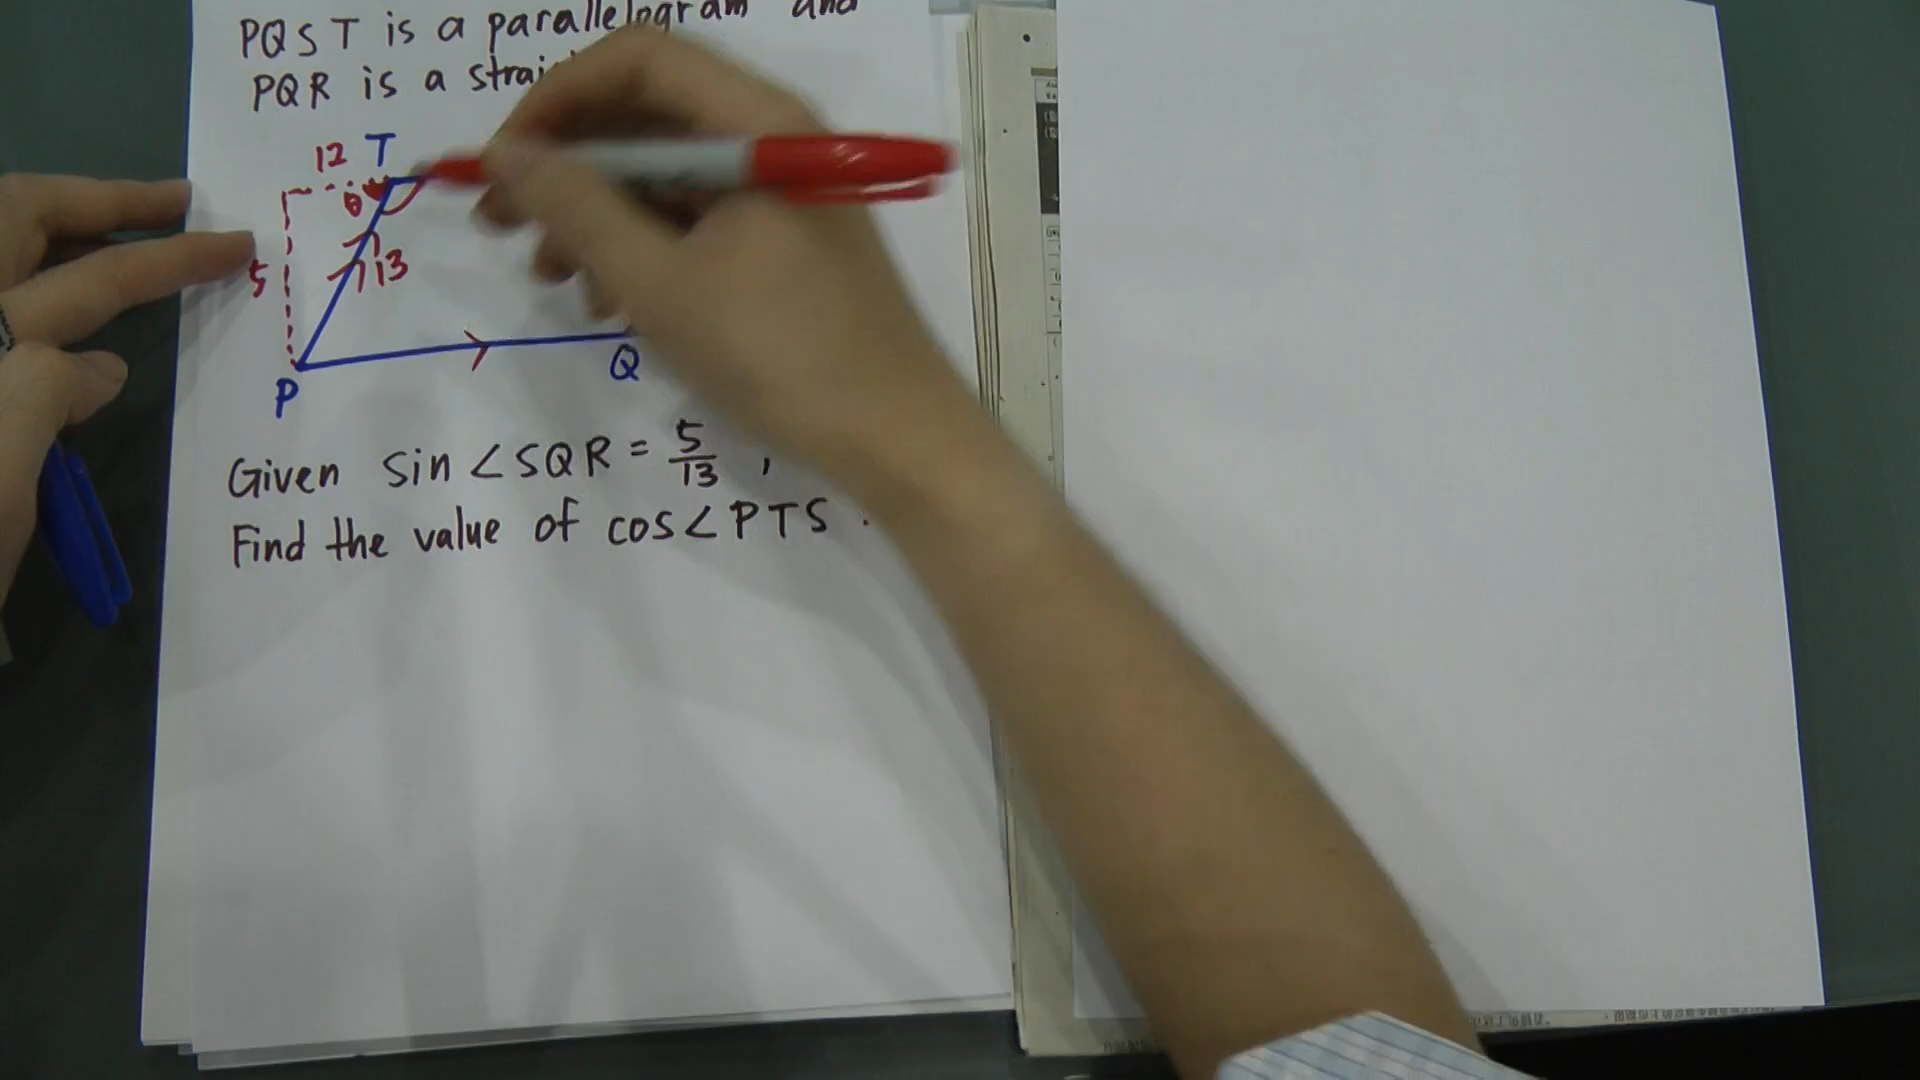 PQST is a parallelogram and
PQR is a
12 T
θ
5 13
P Q
Given sin∠SQR = 5/13 ,
Find the value of cos∠PTS .